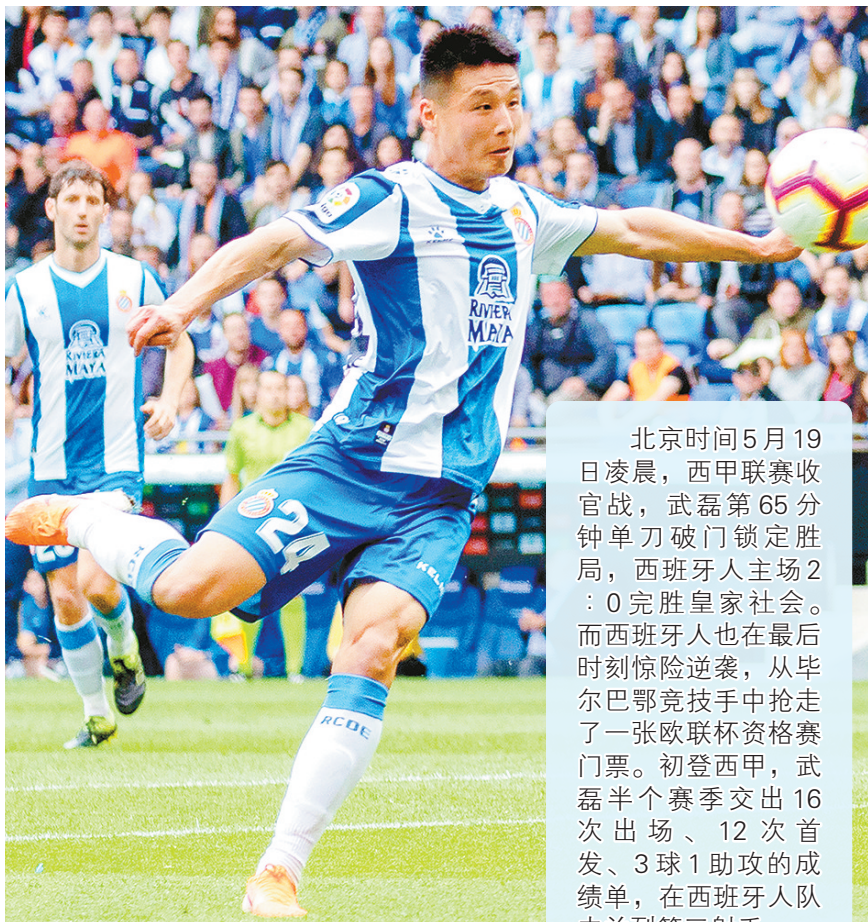 RIVIERA
MAYA
RIVIERA
MAYA
24
RCDE
KELME
RCDE
北京时间5月19
日凌晨，西甲联赛收
官战，武磊第65分
钟单刀破门锁定胜
局，西班牙人主场2
：0完胜皇家社会。
而西班牙人也在最后
时刻惊险逆袭，从毕
尔巴鄂竞技手中抢走
了一张欧联杯资格赛
门票。初登西甲，武
磊半个赛季交出16
次出场、12次首
发、3球1助攻的成
绩单，在西班牙人队